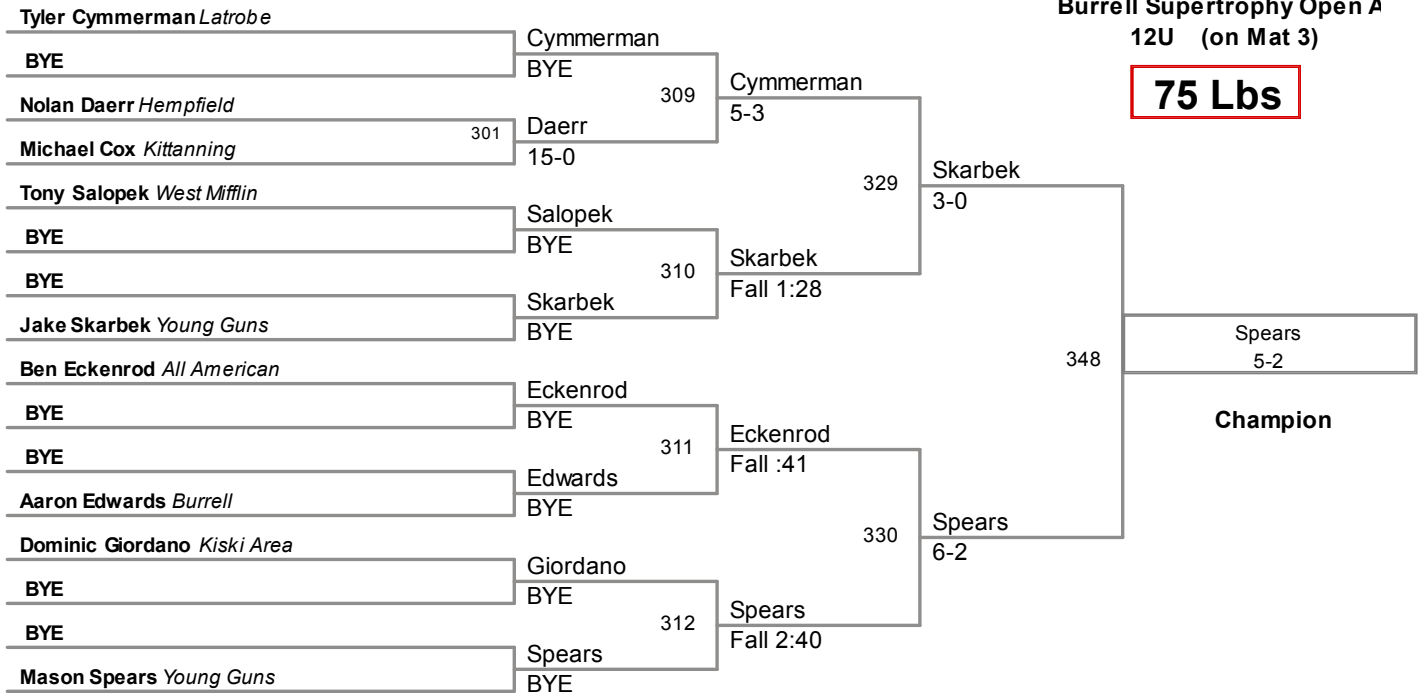 Burrell Supertrophy Open
12U (on Mat 3)
75 Lbs
Tyler Cymmerman Latrobe
BYE
Nolan Daerr Hempfield
Michael Cox Kittanning
Tony Salopek West Mifflin
BYE
BYE
Jake Skarbek Young Guns
Ben Eckenrod All American
BYE
BYE
Aaron Edwards Burrell
Dominic Giordano Kiski Area
BYE
BYE
Mason Spears Young Guns
301
Cymmerman
BYE
Daerr
15-0
Salopek
BYE
Skarbek
BYE
Eckenrod
BYE
Edwards
BYE
Giordano
BYE
Spears
BYE
309
310
311
312
Cymmerman
5-3
Skarbek
Fall 1:28
Eckenrod
Fall :41
Spears
Fall 2:40
329
330
Skarbek
3-0
Spears
6-2
348
Spears
5-2
Champion